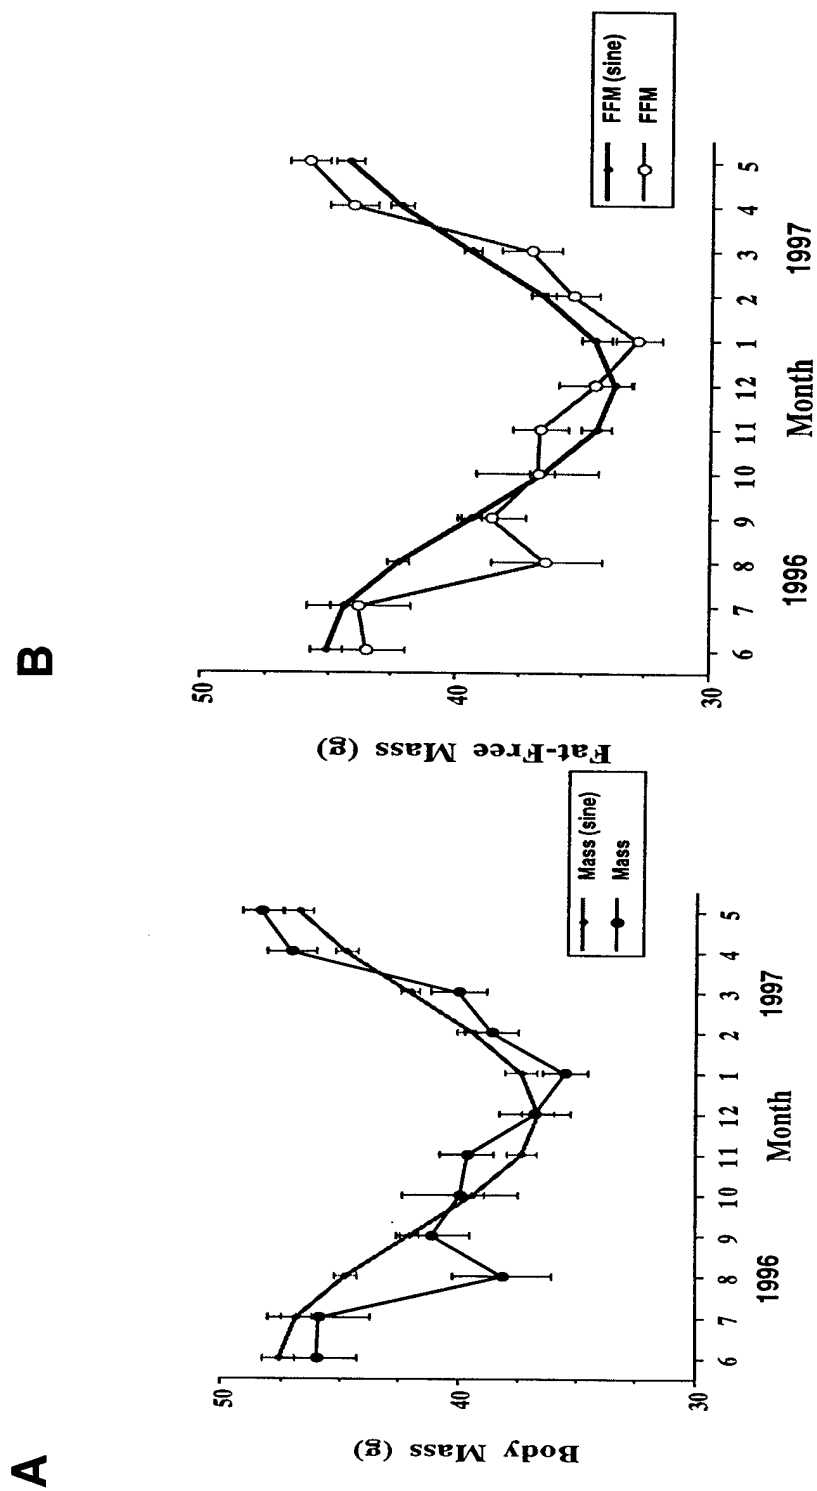 A
Body Mass (g)
50
40
30
6 7 8 9 10 11 12 1 2 3 4 5
1996 Month 1997
Mass (sine)
Mass
B
Fat-Free Mass (g)
50
40
30
6 7 8 9 10 11 12 1 2 3 4 5
1996 Month 1997
FFM (sine)
FFM